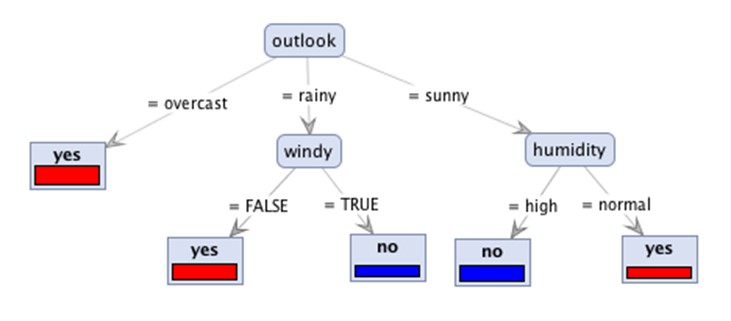 outlook
= overcast
= rainy
= sunny
yes
windy
humidity
= FALSE
= TRUE
= high
= normal
yes
no
no
yes